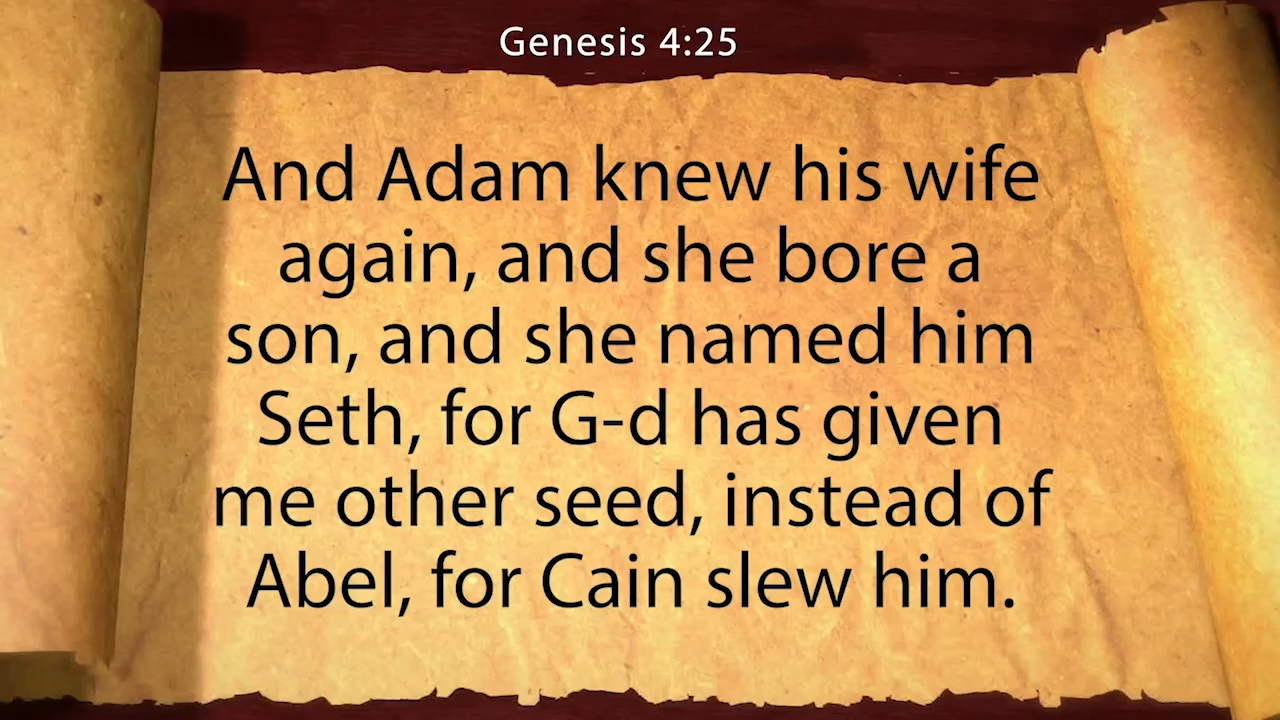 Genesis 4:25
And Adam knew his wife
again, and she bore a
son, and she named him
Seth, for G-d has given
me other seed, instead of
Abel, for Cain slew him.